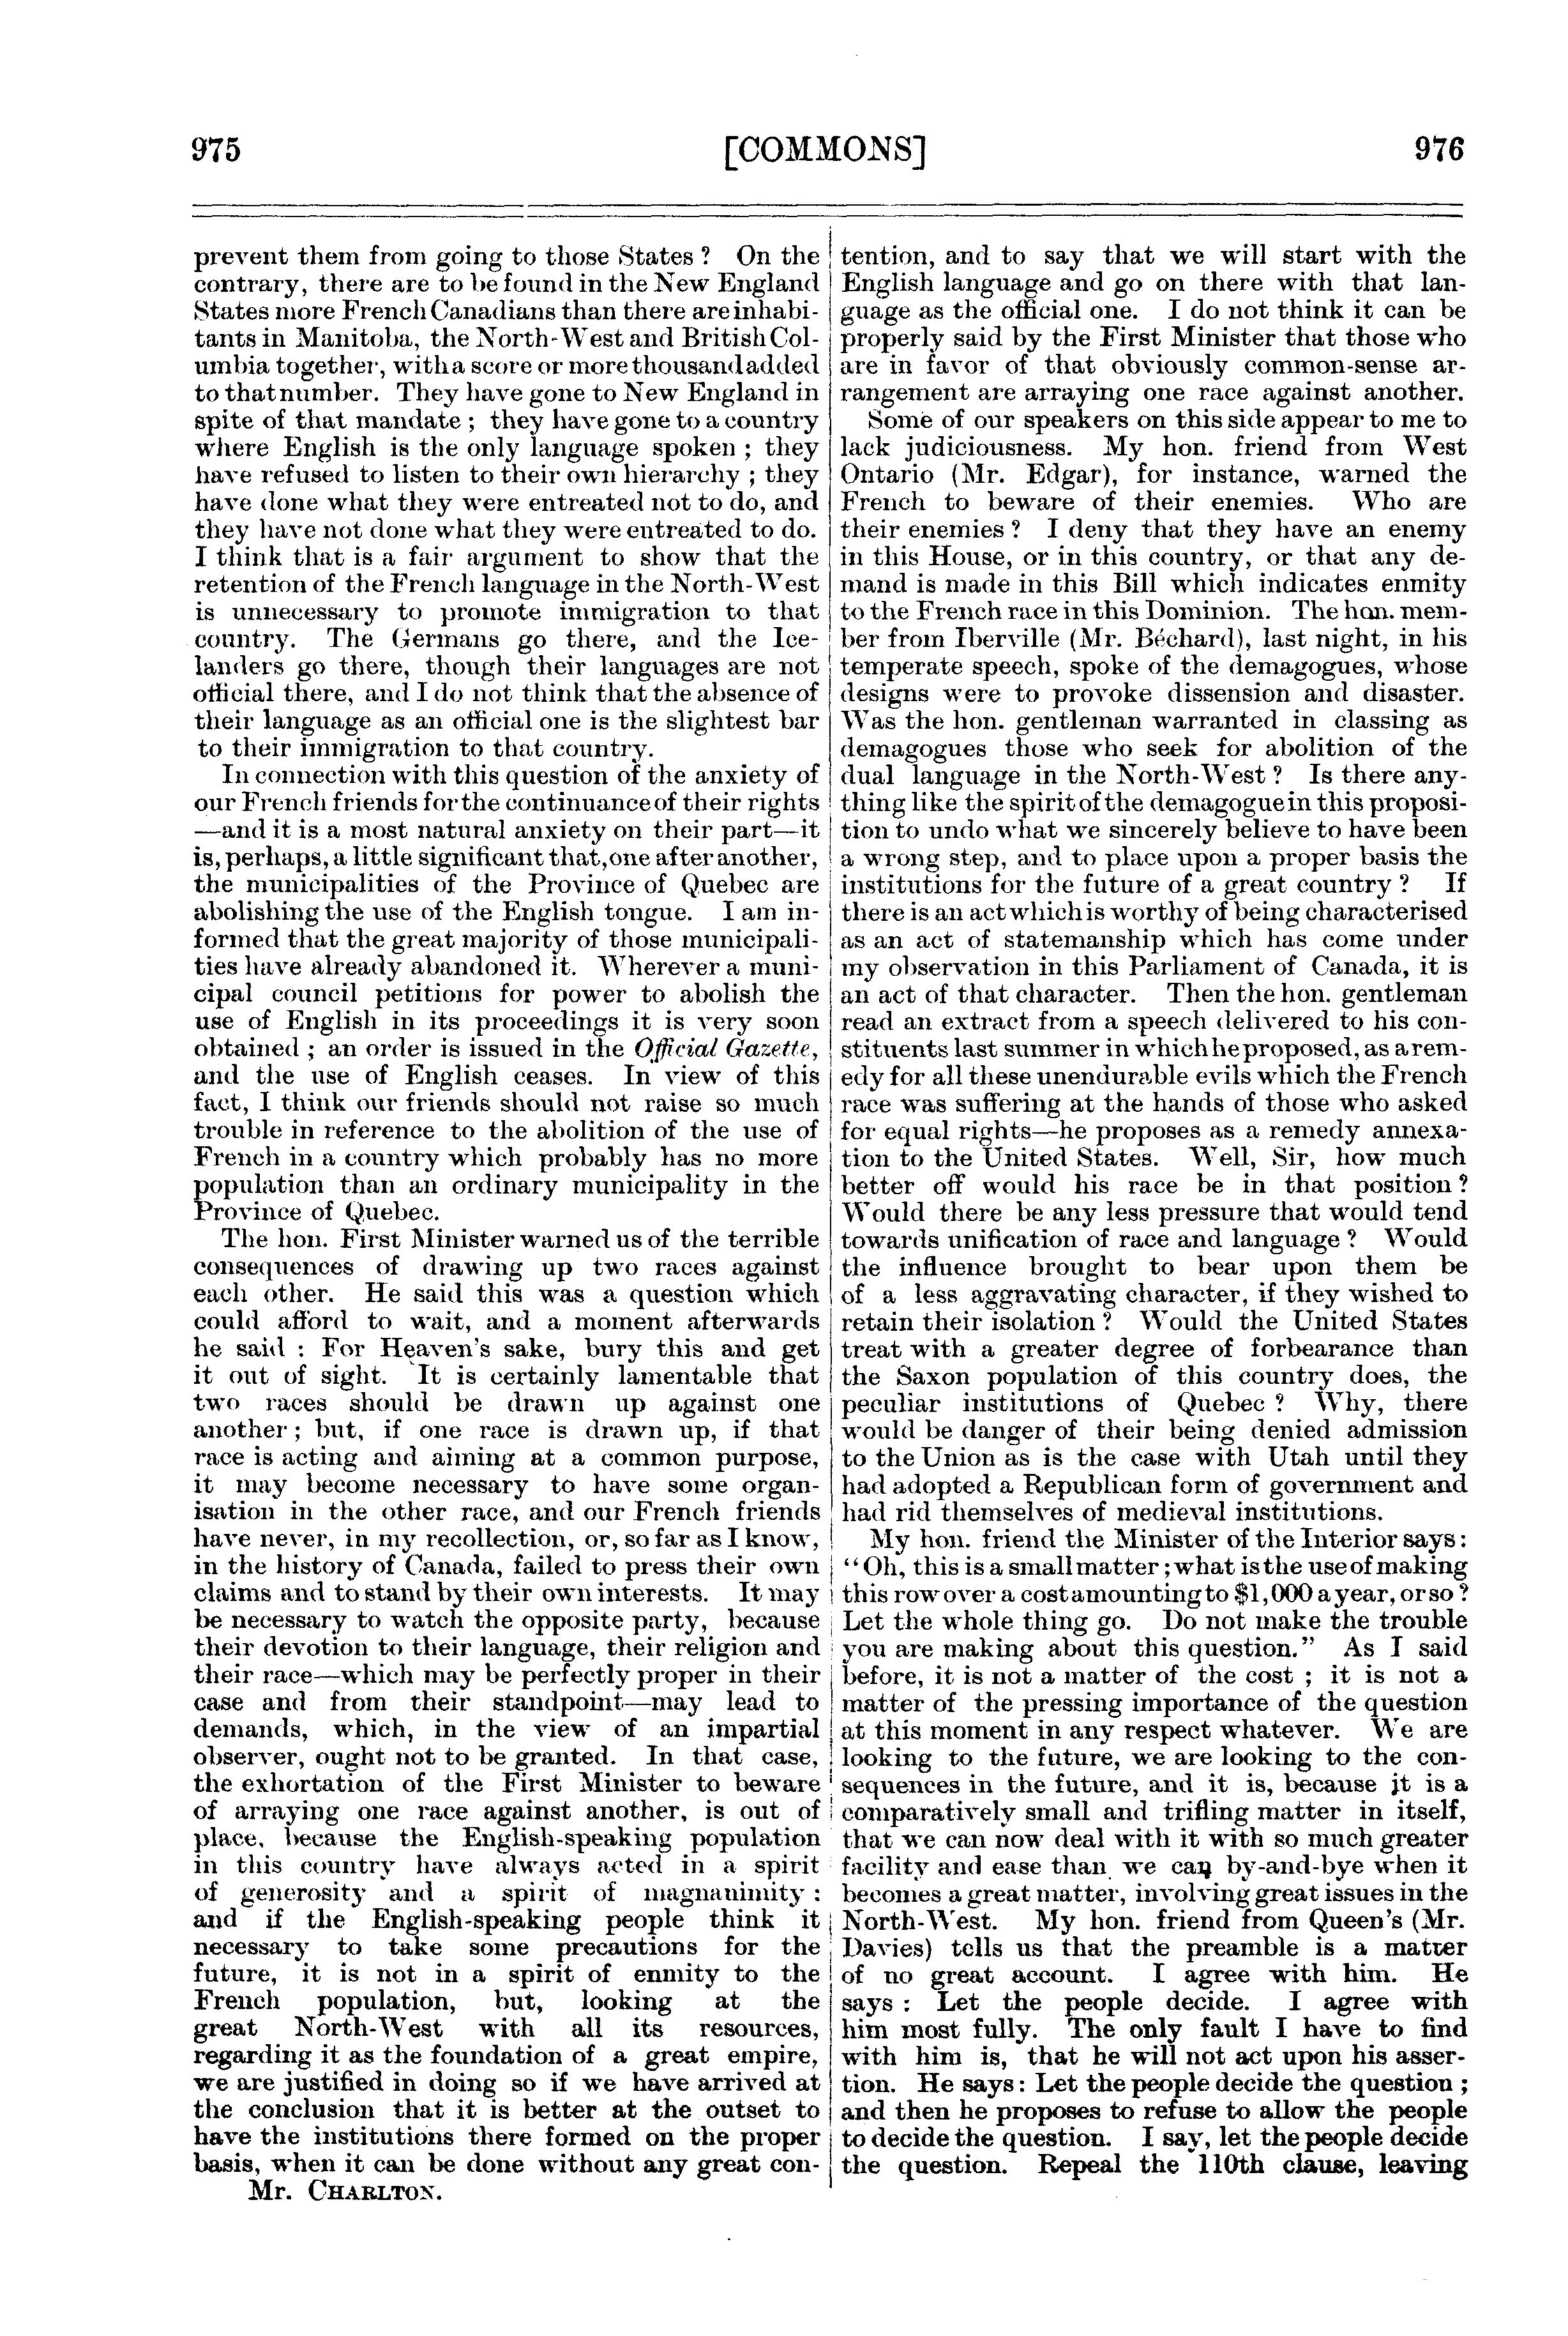 975
[COMMONS]
976
prevent them from going to those States ? On the
contrary, there are to be found in the New England
States more French Canadians than there are inhabi-
tants in Manitoba, the North-West and British Col-
umbia together, with a score or more thousand added
to that number. They have gone to New England in
spite of that mandate ; they have gone to a country
where English is the only language spoken ; they
have refused to listen to their own hierarchy ; they
have done what they were entreated not to do, and
they have not done what they were entreated to do.
I think that is a fair argument to show that the
retention of the French language in the North-West
is unnecessary to promote immigration to that
country. The Germans go there, and the Ice-
landers go there, though their languages are not
official there, and I do not think that the absence of
their language as an official one is the slightest bar
to their immigration to that country.
In connection with this question of the anxiety of
our French friends for the continuance of their rights
—and it is a most natural anxiety on their part—it
is, perhaps, a little significant that, one after another,
the municipalities of the Province of Quebec are
abolishing the use of the English tongue. I am in-
formed that the great majority of those municipali-
ties have already abandoned it. Wherever a muni-
cipal council petitions for power to abolish the
use of English in its proceedings it is very soon
obtained ; an order is issued in the Official Gazette,
and the use of English ceases. In view of this
fact, I think our friends should not raise so much
trouble in reference to the abolition of the use of
French in a country which probably has no more
population than an ordinary municipality in the
Province of Quebec.
The hon. First Minister warned us of the terrible
consequences of drawing up two races against
each other. He said this was a question which
could afford to wait, and a moment afterwards
he said : For Heaven's sake, bury this and get
it out of sight. It is certainly lamentable that
two races should be drawn up against one
another ; but, if one race is drawn up, if that
race is acting and aiming at a common purpose,
it may become necessary to have some organ-
isation in the other race, and our French friends
have never, in my recollection, or, so far as I know,
in the history of Canada, failed to press their own
claims and to stand by their own interests. It may
be necessary to watch the opposite party, because
their devotion to their language, their religion and
their race—which may be perfectly proper in their
case and from their standpoint—may lead to
demands, which, in the view of an impartial
observer, ought not to be granted. In that case,
the exhortation of the First Minister to beware
of arraying one race against another, is out of
place, because the English-speaking population
in this country have always acted in a spirit
of generosity and a spirit of magnanimity :
and if the English-speaking people think it
necessary to take some precautions for the
future, it is not in a spirit of enmity to the
French population, but, looking at the
great North-West with all its resources,
regarding it as the foundation of a great empire,
we are justified in doing so if we have arrived at
the conclusion that it is better at the outset to
have the institutions there formed on the proper
basis, when it can be done without any great con-
Mr. CHARLTON.
tention, and to say that we will start with the
English language and go on there with that lan-
guage as the official one. I do not think it can be
properly said by the First Minister that those who
are in favor of that obviously common-sense ar-
rangement are arraying one race against another.
Some of our speakers on this side appear to me to
lack judiciousness. My hon. friend from West
Ontario (Mr. Edgar), for instance, warned the
French to beware of their enemies. Who are
their enemies ? I deny that they have an enemy
in this House, or in this country, or that any de-
mand is made in this Bill which indicates enmity
to the French race in this Dominion. The hon. mem-
ber from Iberville (Mr. Béchard), last night, in his
temperate speech, spoke of the demagogues, whose
designs were to provoke dissension and disaster.
Was the hon. gentleman warranted in classing as
demagogues those who seek for abolition of the
dual language in the North-West ? Is there any-
thing like the spirit of the demagogue in this proposi-
tion to undo what we sincerely believe to have been
a wrong step, and to place upon a proper basis the
institutions for the future of a great country ? If
there is an act which is worthy of being characterised
as an act of statemanship which has come under
my observation in this Parliament of Canada, it is
an act of that character. Then the hon. gentleman
read an extract from a speech delivered to his con-
stituents last summer in which he proposed, as a rem-
edy for all these unendurable evils which the French
race was suffering at the hands of those who asked
for equal rights—he proposes as a remedy annexa-
tion to the United States. Well, Sir, how much
better off would his race be in that position ?
Would there be any less pressure that would tend
towards unification of race and language ? Would
the influence brought to bear upon them be
of a less aggravating character, if they wished to
retain their isolation ? Would the United States
treat with a greater degree of forbearance than
the Saxon population of this country does, the
peculiar institutions of Quebec ? Why, there
would be danger of their being denied admission
to the Union as is the case with Utah until they
had adopted a Republican form of government and
had rid themselves of medieval institutions.
My hon. friend the Minister of the Interior says :
"Oh, this is a small matter ; what is the use of making
this row over a cost amounting to $1,000 a year, or so ?
Let the whole thing go. Do not make the trouble
you are making about this question." As I said
before, it is not a matter of the cost ; it is not a
matter of the pressing importance of the question
at this moment in any respect whatever. We are
looking to the future, we are looking to the con-
sequences in the future, and it is, because it is a
comparatively small and trifling matter in itself,
that we can now deal with it with so much greater
facility and ease than we can by-and-bye when it
becomes a great matter, involving great issues in the
North-West. My hon. friend from Queen's (Mr.
Davies) tells us that the preamble is a matter
of no great account. I agree with him. He
says : Let the people decide. I agree with
him most fully. The only fault I have to find
with him is, that he will not act upon his asser-
tion. He says : Let the people decide the question ;
and then he proposes to refuse to allow the people
to decide the question. I say, let the people decide
the question. Repeal the 110th clause, leaving